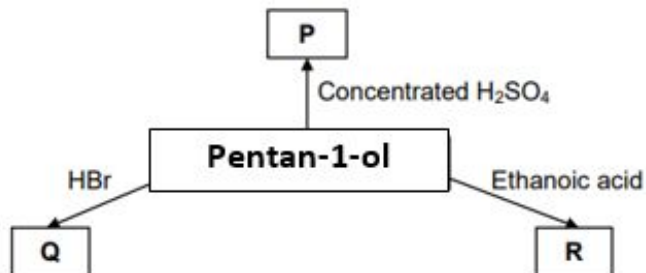 P
Concentrated H₂SO₄
Pentan-1-ol
HBr
Ethanoic acid
Q
R